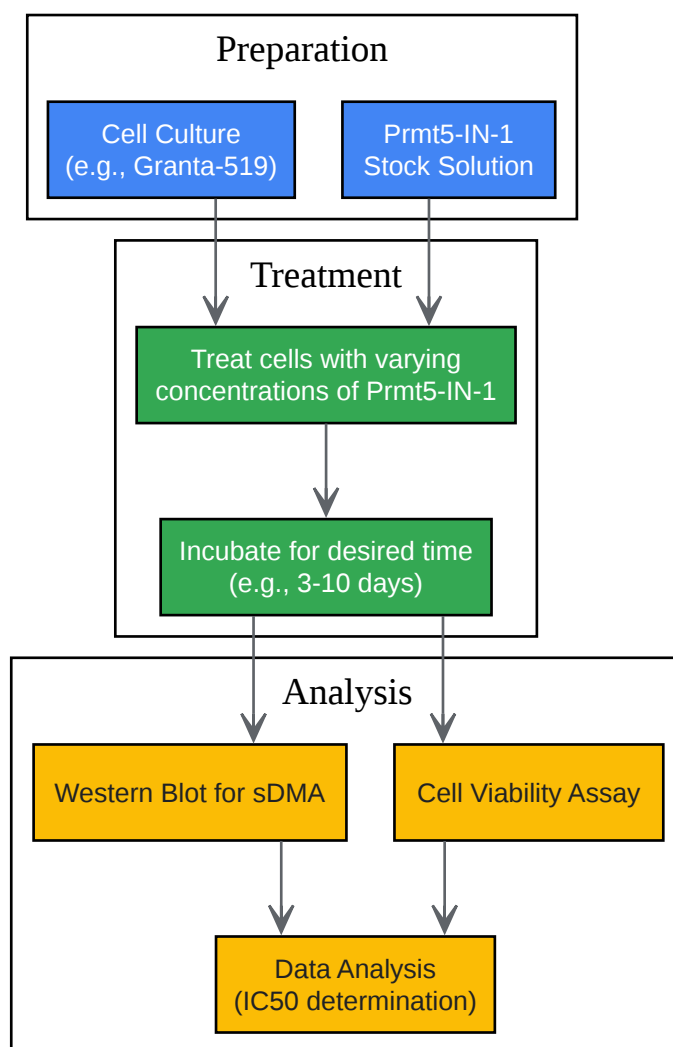 Preparation
Cell Culture
(e.g., Granta-519)
Prmt5-IN-1
Stock Solution
Treatment
Treat cells with varying
concentrations of Prmt5-IN-1
Incubate for desired time
(e.g., 3-10 days)
Analysis
Western Blot for sDMA
Cell Viability Assay
Data Analysis
(IC50 determination)